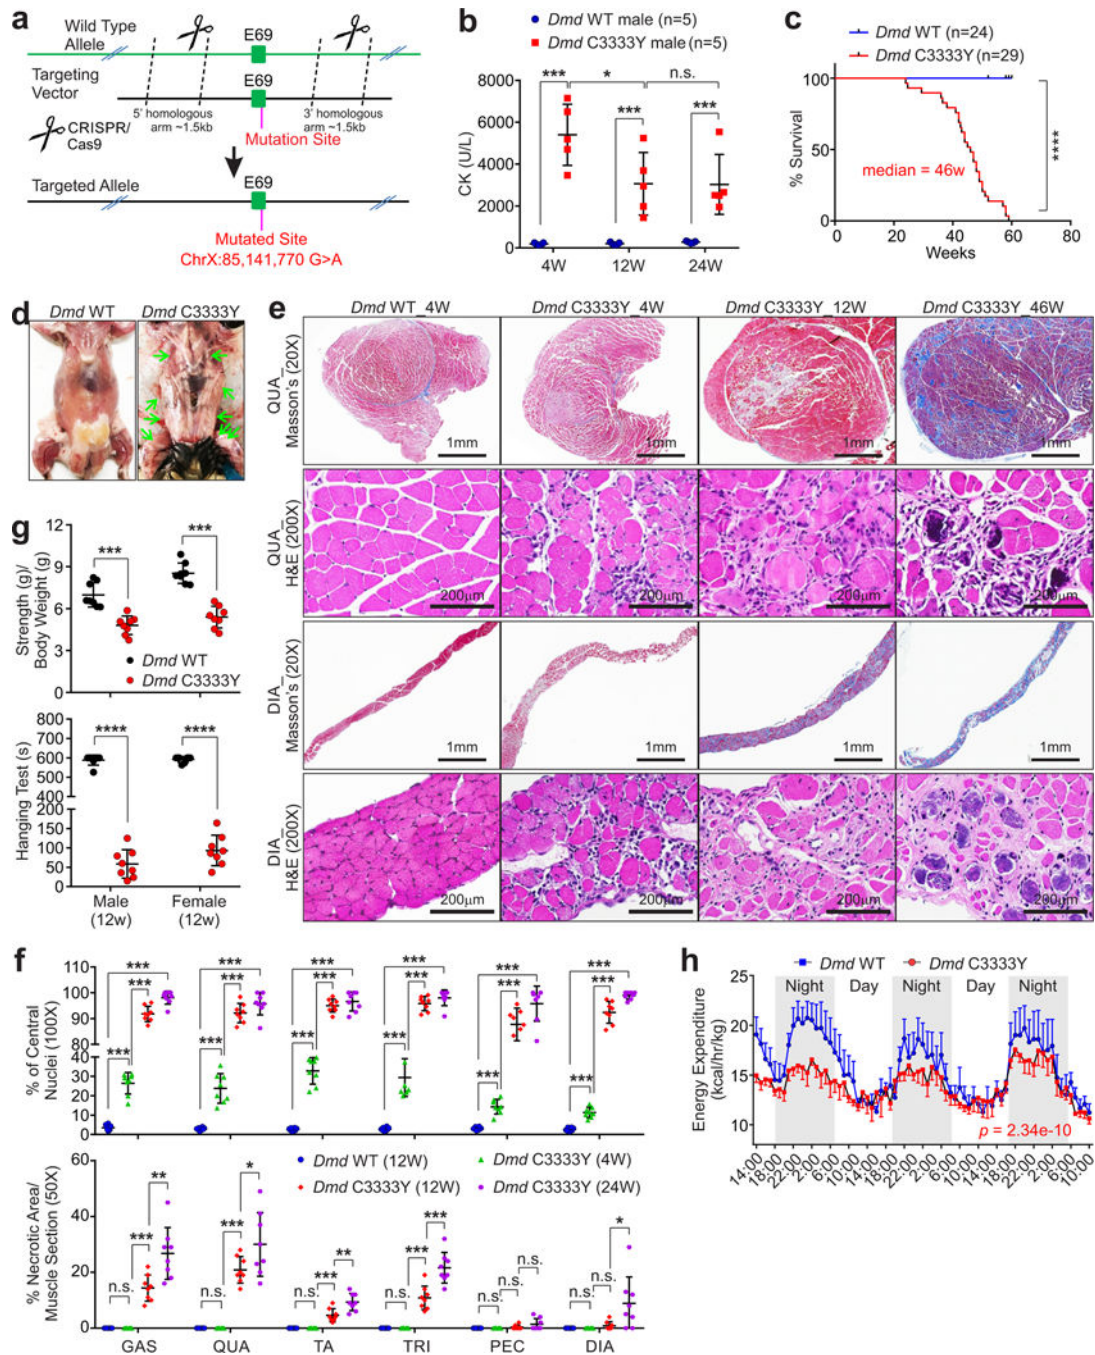 a
Wild Type
Allele
E69
Targeting
Vector
E69
5' homologous
arm ~1.5kb
3' homologous
arm ~1.5kb
CRISPR/
Cas9
Mutation Site
Targeted Allele
E69
Mutated Site
ChrX:85,141,770 G>A
b
Dmd WT male (n=5)
Dmd C3333Y male (n=5)
*** * n.s.
*** ***
CK (U/L)
8000
6000
4000
2000
0
4W 12W 24W
c
Dmd WT (n=24)
Dmd C3333Y (n=29)
% Survival
100
50
0
median = 46w
****
0 20 40 60 80
Weeks
d
Dmd WT Dmd C3333Y
e
Dmd WT_4W Dmd C3333Y_4W Dmd C3333Y_12W Dmd C3333Y_46W
QUA_
Masson's (20X)
1mm 1mm 1mm 1mm
QUA_
H&E (200X)
200μm 200μm 200μm 200μm
DIA_
Masson's (20X)
1mm 1mm 1mm 1mm
DIA_
H&E (200X)
200μm 200μm 200μm 200μm
g
Strength (g)/
Body Weight (g)
12
9
6
3
0
*** ***
Dmd WT
Dmd C3333Y
Hanging Test (s)
800
700
600
500
400
200
150
100
50
0
**** ****
Male
(12w)
Female
(12w)
f
% of Central
Nuclei (100X)
110
100
90
80
40
30
20
10
0
*** *** *** *** *** ***
*** *** *** *** *** ***
*** *** *** *** *** ***
% Necrotic Area/
Muscle Section (50X)
60
40
20
0
Dmd WT (12W)
Dmd C3333Y (4W)
Dmd C3333Y (12W)
Dmd C3333Y (24W)
n.s. *** **
n.s. *** *
n.s. *** **
n.s. *** ***
n.s. n.s. n.s.
n.s. n.s. *
GAS QUA TA TRI PEC DIA
h
Dmd WT Dmd C3333Y
Energy Expenditure
(kcal/hr/kg)
25
20
15
10
Night Day Night Day Night
p = 2.34e-10
14:00 18:00 22:00 2:00 6:00 10:00 14:00 18:00 22:00 2:00 6:00 10:00 14:00 18:00 22:00 2:00 6:00 10:00